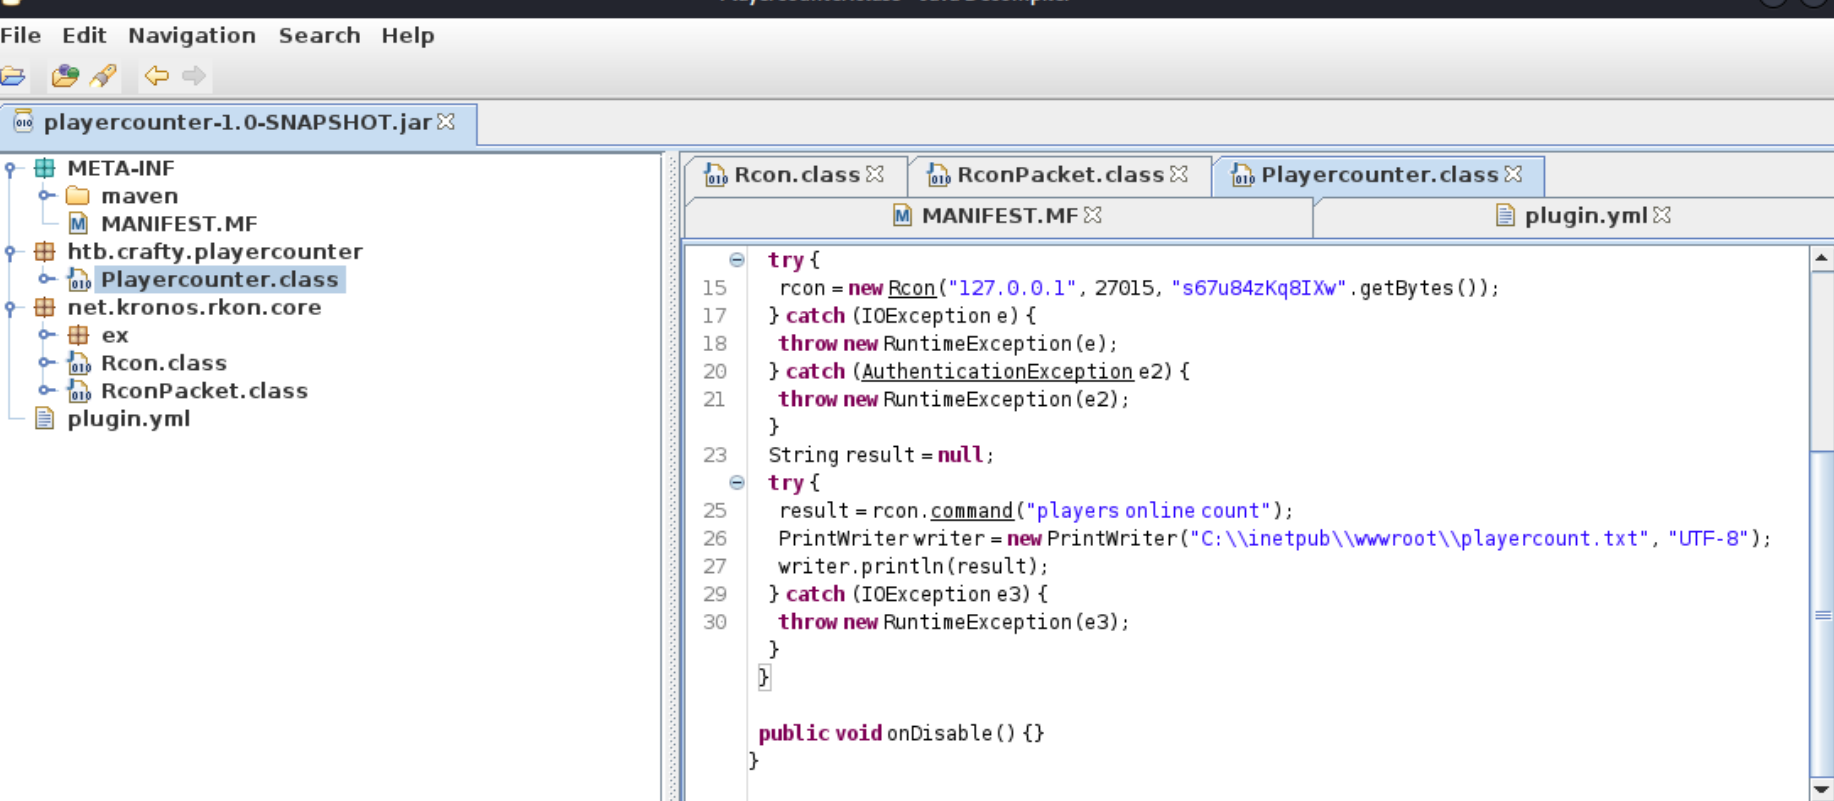 File Edit Navigation Search Help
playercounter-1.0-SNAPSHOT.jar
META-INF
maven
MANIFEST.MF
htb.crafty.playercounter
Playercounter.class
net.kronos.rkon.core
ex
Rcon.class
RconPacket.class
plugin.yml
Rcon.class RconPacket.class Playercounter.class
MANIFEST.MF plugin.yml
try {
15 rcon = new Rcon("127.0.0.1", 27015, "s67u84zKq8IXw".getBytes());
17 } catch (IOException e) {
18 throw new RuntimeException(e);
20 } catch (AuthenticationException e2) {
21 throw new RuntimeException(e2);
}
23 String result = null;
try {
25 result = rcon.command("players online count");
26 PrintWriter writer = new PrintWriter("C:\\inetpub\\wwwroot\\playercount.txt", "UTF-8");
27 writer.println(result);
29 } catch (IOException e3) {
30 throw new RuntimeException(e3);
}
}
public void onDisable() {}
}